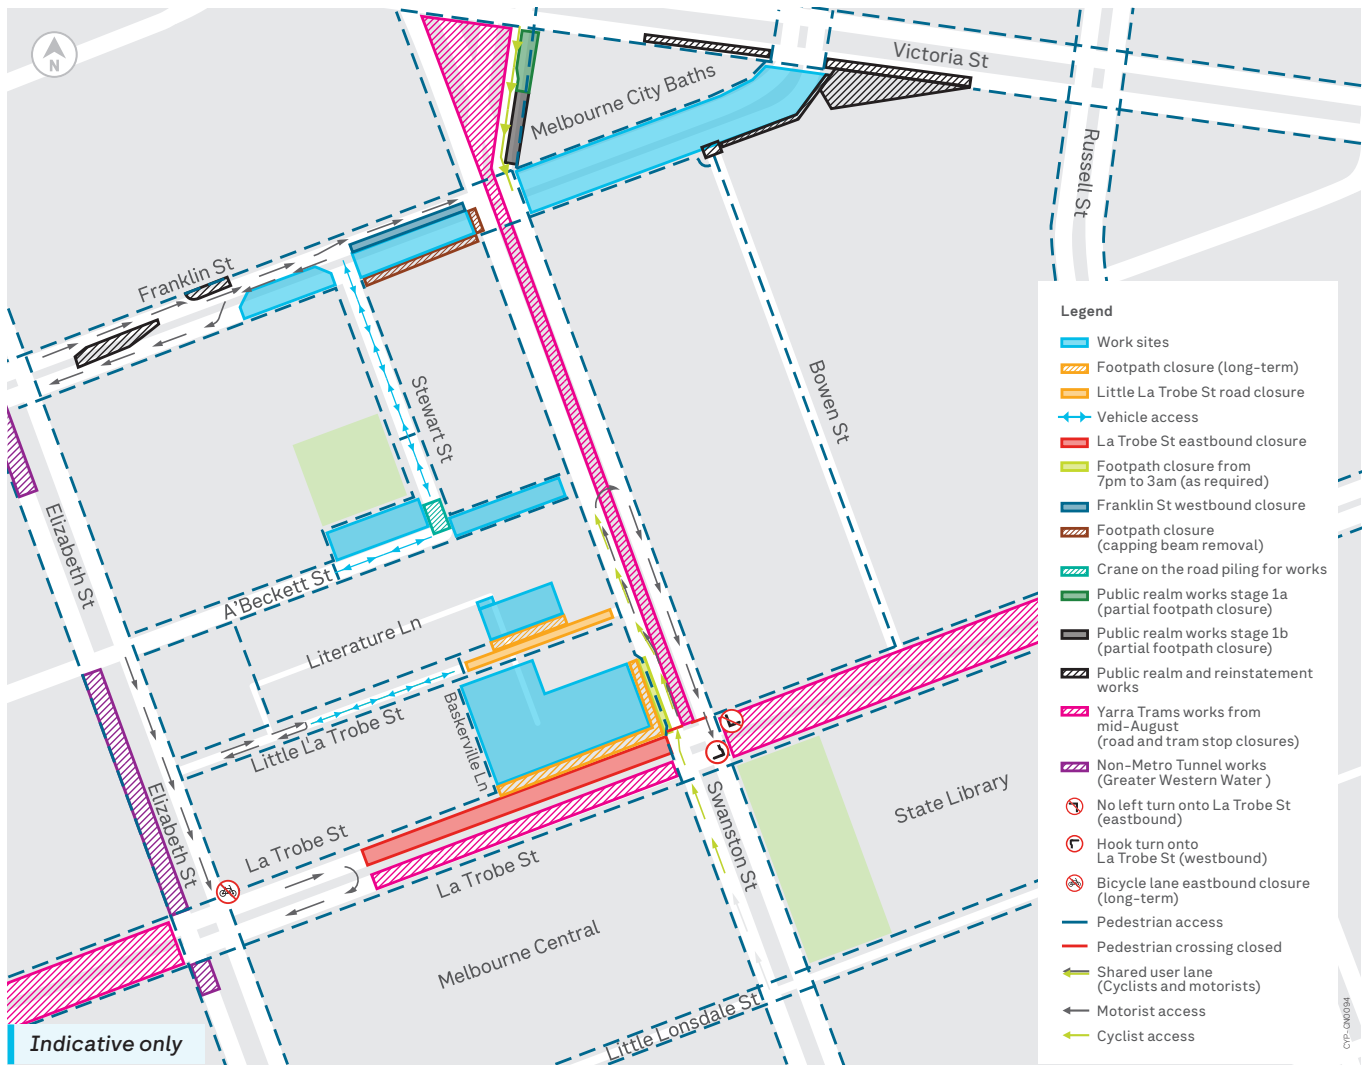 N
Victoria St
Melbourne City Baths
Russell St
Franklin St
Stewart St
Bowen St
Elizabeth St
A'Beckett St
Literature Ln
Little La Trobe St
Baskerville Ln
Elizabeth St
La Trobe St
La Trobe St
Swanston St
State Library
Melbourne Central
Little Lonsdale St
Indicative only
Legend
Work sites
Footpath closure (long-term)
Little La Trobe St road closure
Vehicle access
La Trobe St eastbound closure
Footpath closure from
7pm to 3am (as required)
Franklin St westbound closure
Footpath closure
(capping beam removal)
Crane on the road piling for works
Public realm works stage 1a
(partial footpath closure)
Public realm works stage 1b
(partial footpath closure)
Public realm and reinstatement
works
Yarra Trams works from
mid-August
(road and tram stop closures)
Non-Metro Tunnel works
(Greater Western Water )
No left turn onto La Trobe St
(eastbound)
Hook turn onto
La Trobe St (westbound)
Bicycle lane eastbound closure
(long-term)
Pedestrian access
Pedestrian crossing closed
Shared user lane
(Cyclists and motorists)
Motorist access
Cyclist access
CYP-CN0094